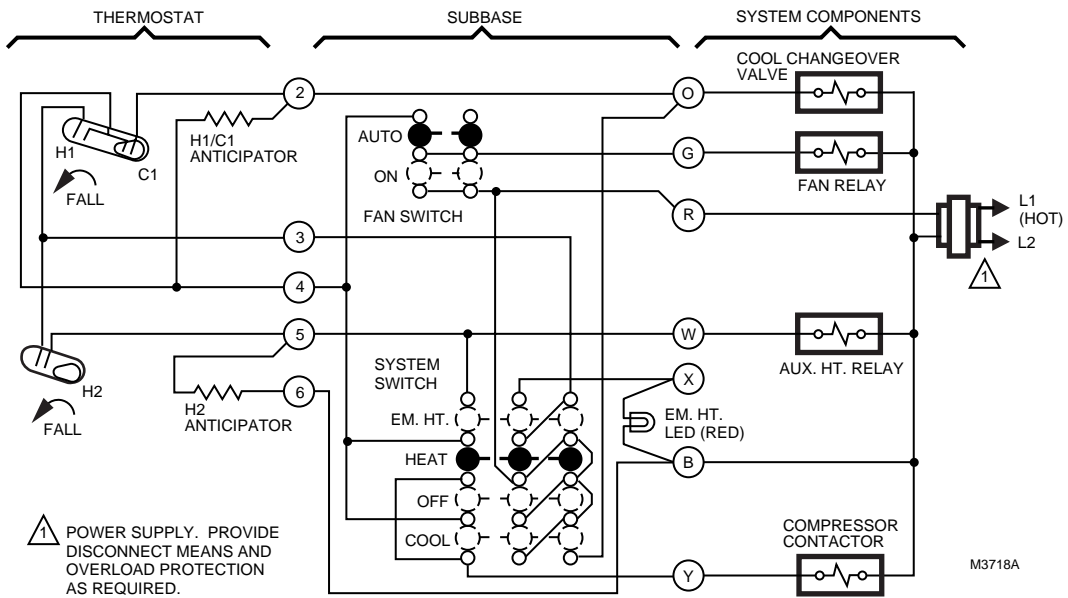 THERMOSTAT
SUBBASE
SYSTEM COMPONENTS
COOL CHANGEOVER
VALVE
2
O
H1/C1
ANTICIPATOR
H1
C1
FALL
AUTO
ON
FAN SWITCH
G
FAN RELAY
R
L1
(HOT)
L2
1
3
4
5
W
AUX. HT. RELAY
H2
FALL
6
H2
ANTICIPATOR
SYSTEM
SWITCH
X
EM. HT.
LED (RED)
B
EM. HT.
HEAT
OFF
COOL
COMPRESSOR
CONTACTOR
Y
1
POWER SUPPLY. PROVIDE
DISCONNECT MEANS AND
OVERLOAD PROTECTION
AS REQUIRED.
M3718A